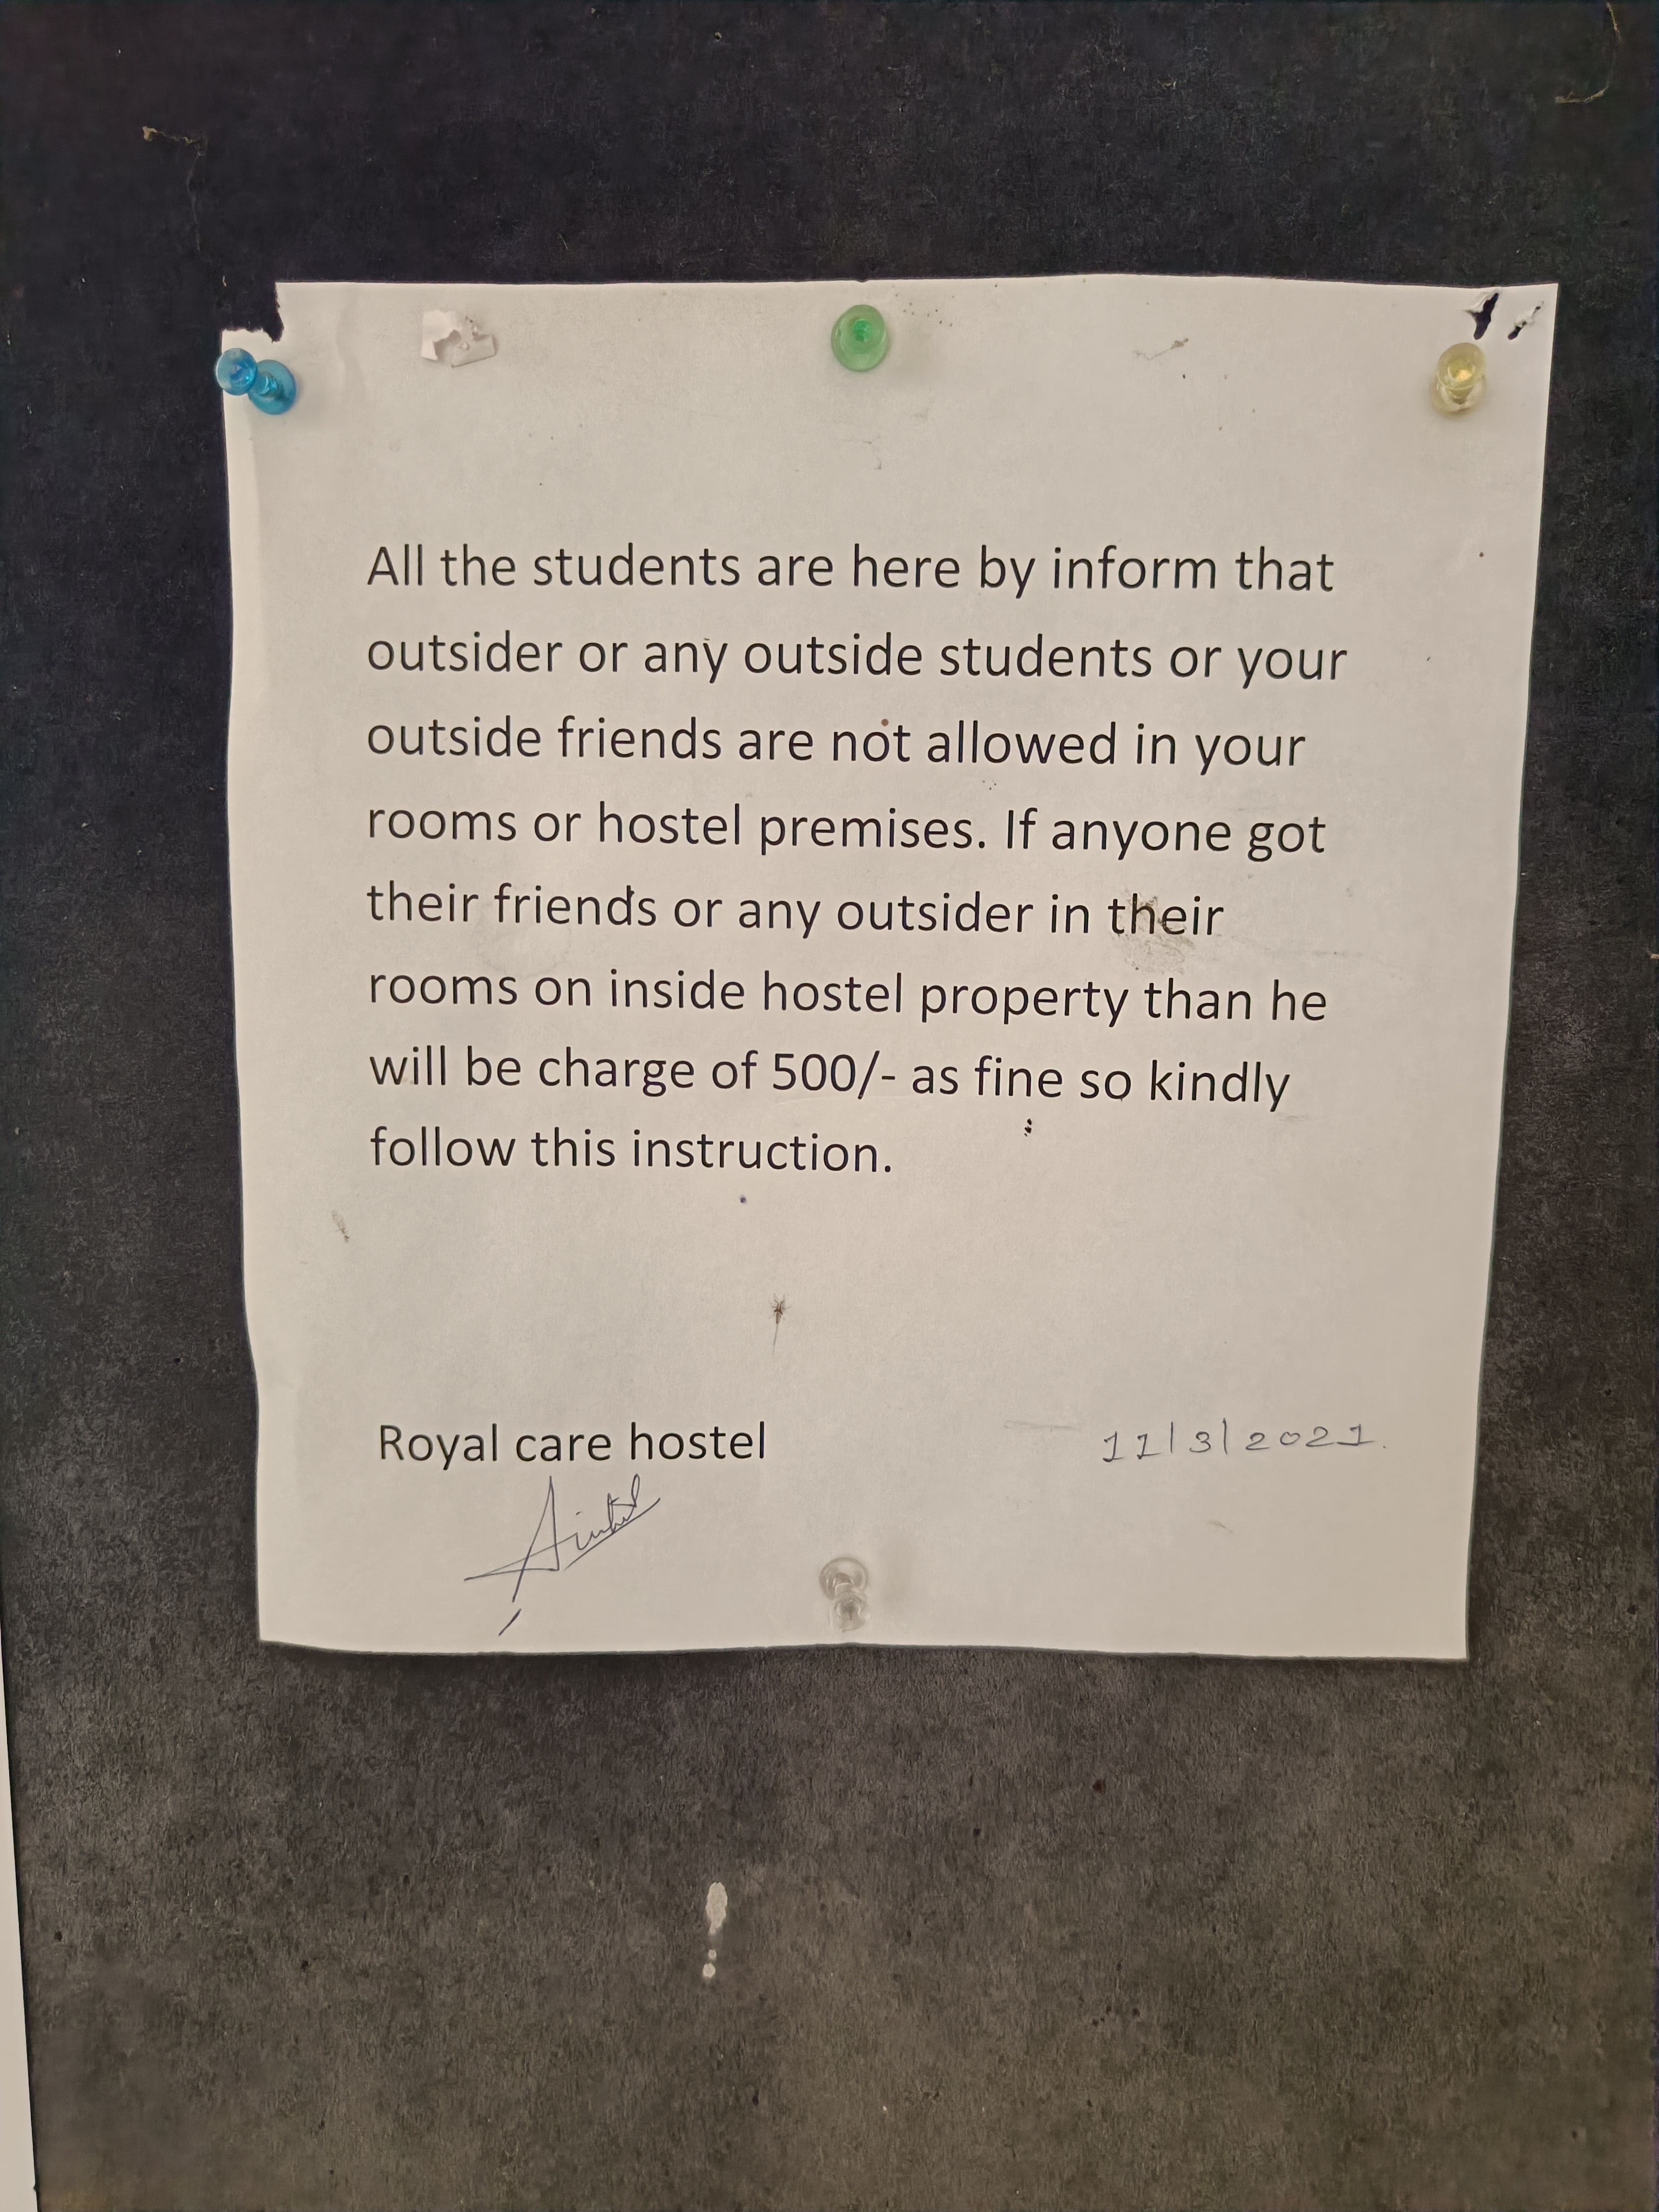 All the students are here by inform that
outsider or any outside students or your
outside friends are not allowed in your
rooms or hostel premises. If anyone got
their friends or any outsider in their
rooms on inside hostel property than he
will be charge of 500/- as fine so kindly
follow this instruction.
Royal care hostel
11/3/2021.